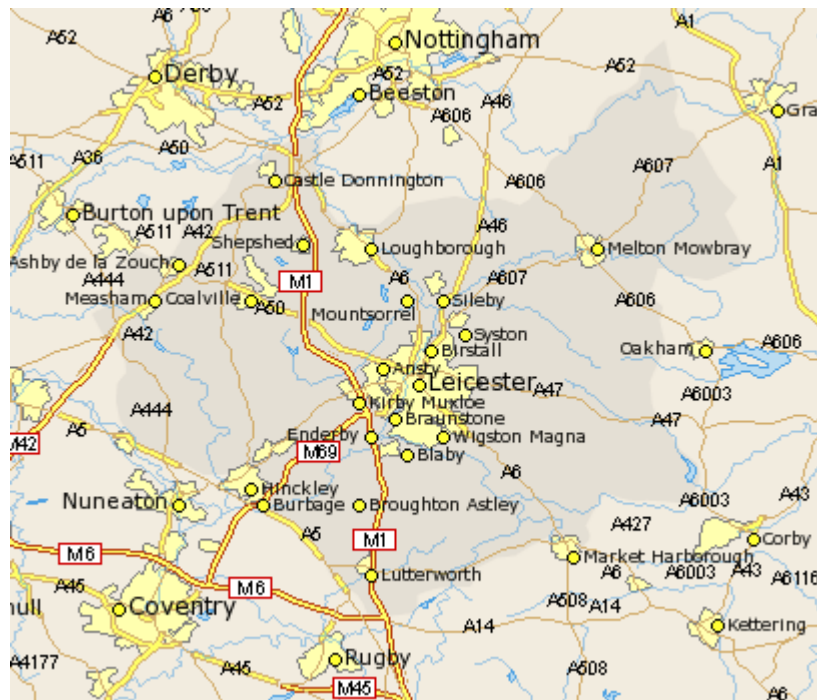 A6
A1
A52
Nottingham
A52
A52
Derby
A52
Beeston
A52
A46
Gra
A606
A511
A36
A50
A607
A1
Castle Donnington
A606
Burton upon Trent
A511
A42
A46
Shepshed
Loughborough
Melton Mowbray
Ashby de la Zouch
A511
A444
M1
A6
A607
Measham
Coalville
A50
Mountsorrel
Sileby
A606
A42
Syston
Birstall
Oakham
A606
Ansty
Leicester
A47
A6003
A444
Kirby Muxloe
A5
Braunstone
A47
M42
Enderby
Wigston Magna
M69
Blaby
A6
Hinckley
Nuneaton
Burbage
Broughton Astley
A6003
A43
A5
A427
M1
Corby
M6
Market Harborough
Lutterworth
A6
A6003
A43
A6116
A45
M6
Coventry
A508
A14
hull
A14
Kettering
A4177
A45
Rugby
A508
M45
A6